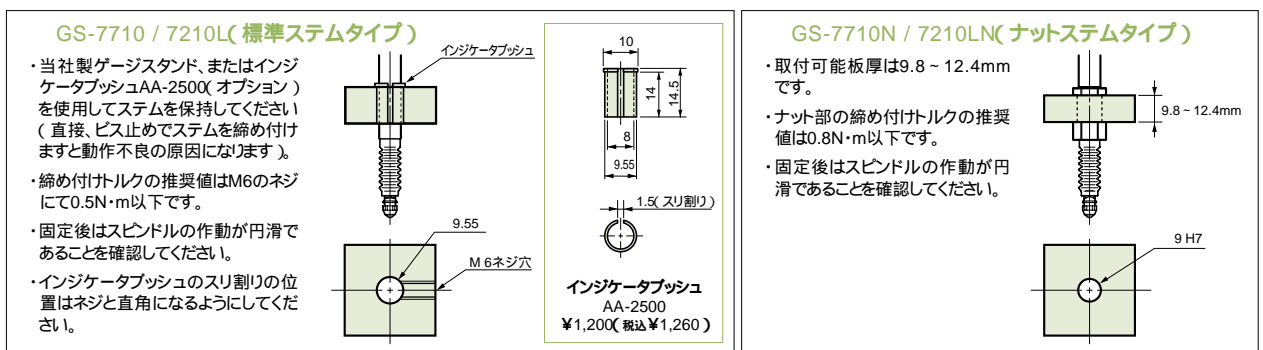 GS-7710 / 7210L( 標準ステムタイプ )
・当社製ゲージスタンド、またはインジ
ケータブッシュAA-2500( オプション )
を使用してステムを保持してください
( 直接、ビス止めでステムを締め付け
ますと動作不良の原因になります )。
・締め付けトルクの推奨値はM6のネジ
にて0.5N・m以下です。
・固定後はスピンドルの作動が円滑で
あることを確認してください。
・インジケータブッシュのスリ割りの位
置はネジと直角になるようにしてくだ
さい。
インジケータブッシュ
9.55
M 6ネジ穴
10
14
14.5
8
9.55
1.5( スリ割り )
インジケータブッシュ
AA-2500
¥1,200( 税込¥1,260 )
GS-7710N / 7210LN( ナットステムタイプ )
・取付可能板厚は9.8 ~ 12.4mm
です。
・ナット部の締め付けトルクの推奨
値は0.8N・m以下です。
・固定後はスピンドルの作動が円
滑であることを確認してください。
9.8 ~ 12.4mm
9 H7